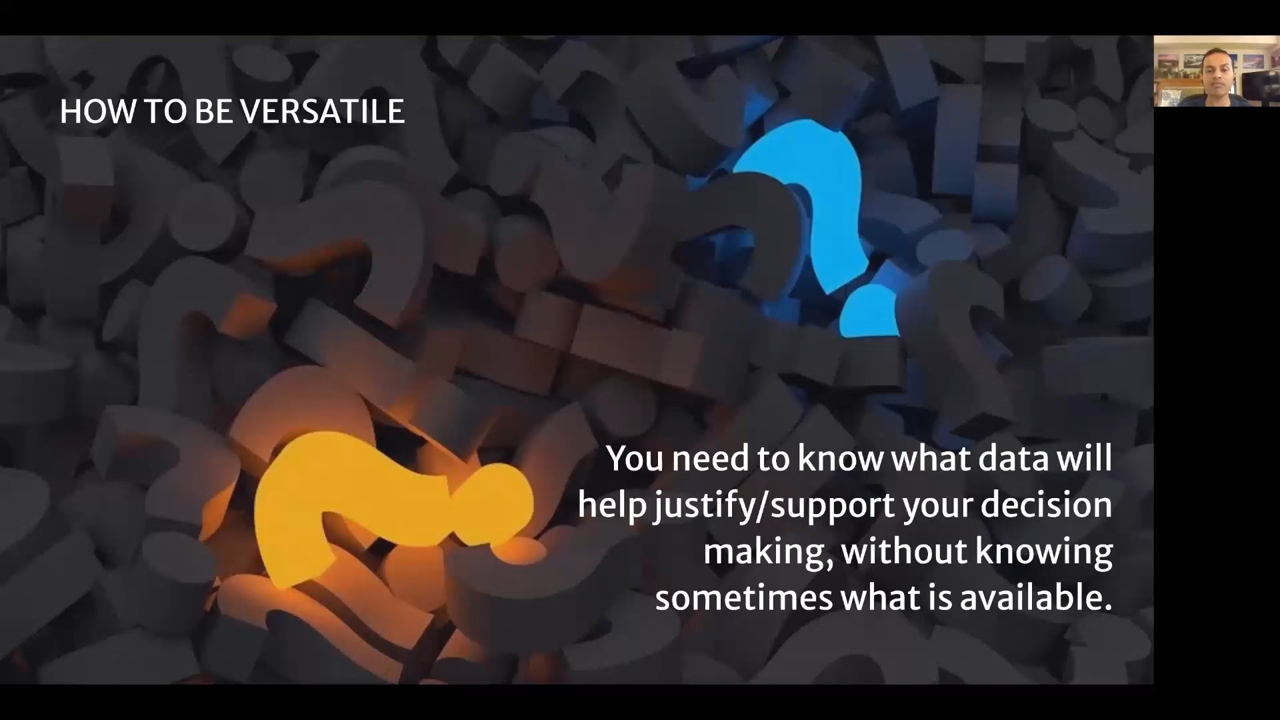 HOW TO BE VERSATILE
You need to know what data will
help justify/support your decision
making, without knowing
sometimes what is available.